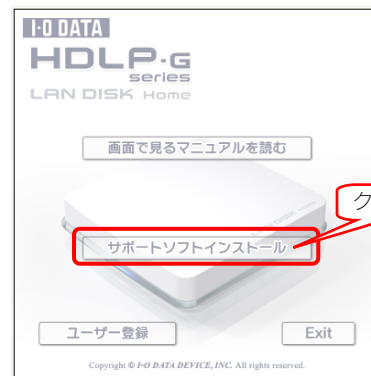 I-O DATA
HDLP-G
series
LAN DISK Home
画面で見るマニュアルを読む
ク
サポートソフトインストール
ユーザー登録
Exit
Copyright © I-O DATA DEVICE, INC. All rights reserved.